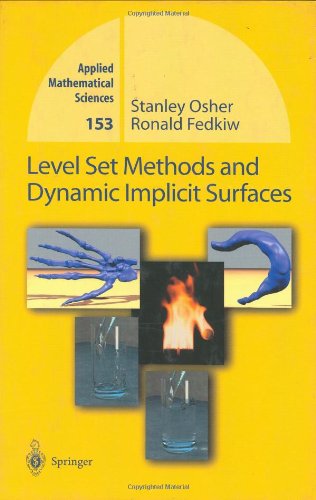 Applied
Mathematical
Sciences
153
Stanley Osher
Ronald Fedkiw
Level Set Methods and
Dynamic Implicit Surfaces
Springer